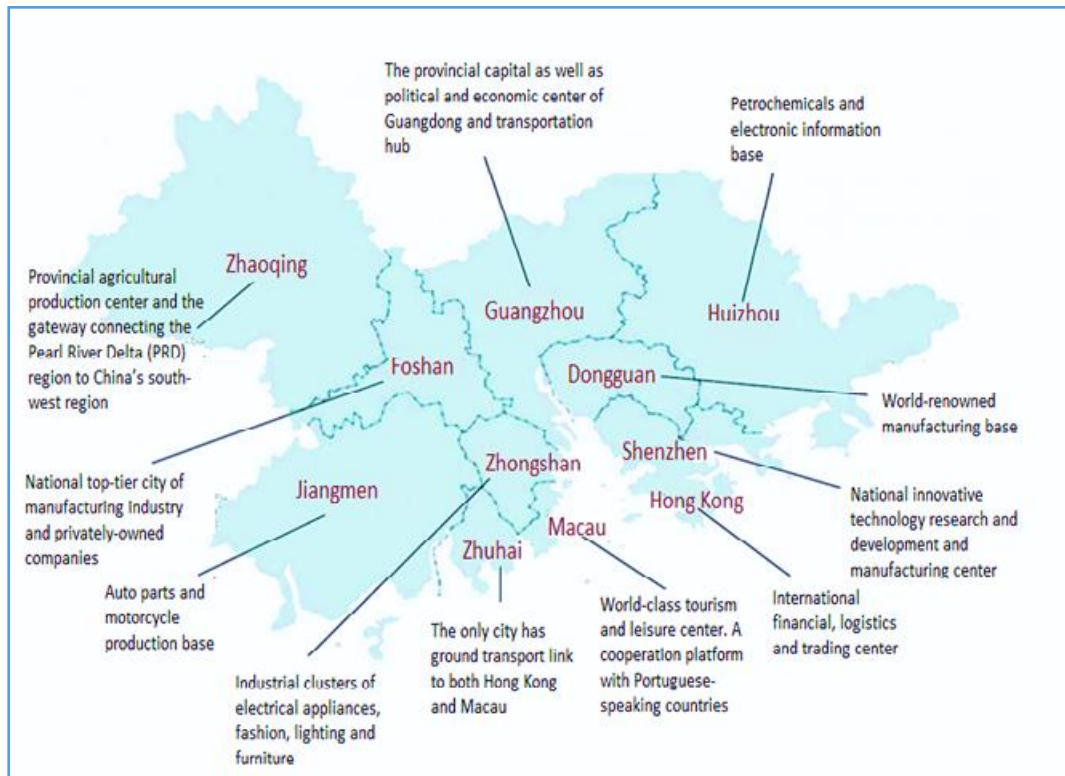 The provincial capital as well as
political and economic center of
Guangdong and transportation
hub
Petrochemicals and
electronic information
base
Zhaoqing
Provincial agricultural
production center and the
gateway connecting the
Pearl River Delta (PRD)
region to China's south-
west region
Guangzhou
Huizhou
Foshan
Dongguan
World-renowned
manufacturing base
National top-tier city of
manufacturing industry
and privately-owned
companies
Jiangmen
Zhongshan
Shenzhen
Hong Kong
National innovative
technology research and
development and
manufacturing center
Macau
Zhuhai
Auto parts and
motorcycle
production base
Industrial clusters of
electrical appliances,
fashion, lighting and
furniture
The only city has
ground transport link
to both Hong Kong
and Macau
World-class tourism
and leisure center. A
cooperation platform
with Portuguese-
speaking countries
International
financial, logistics
and trading center